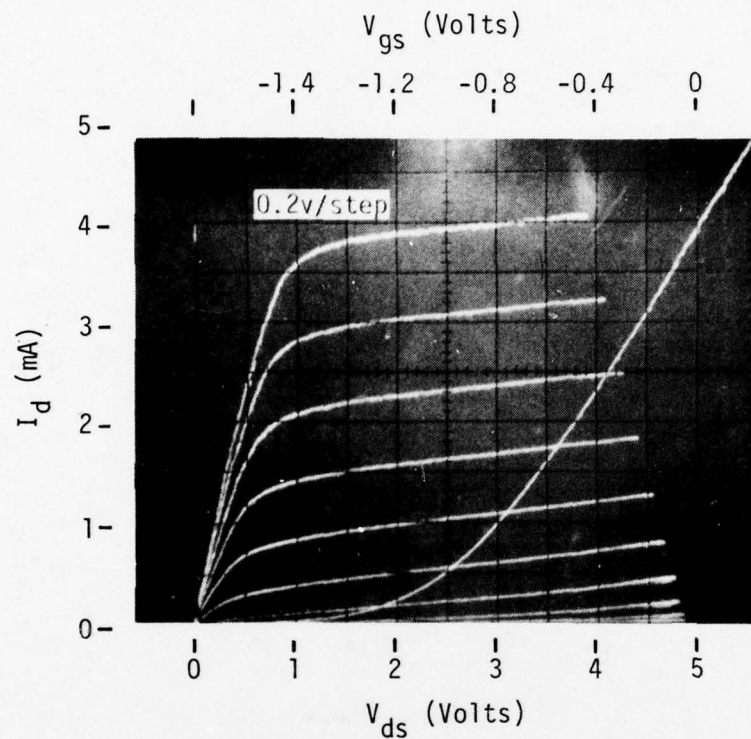 V_gs (Volts)
-1.4 -1.2 -0.8 -0.4 0
5
0.2v/step
4
3
I_d (mA)
2
1
0
0 1 2 3 4 5
V_ds (Volts)